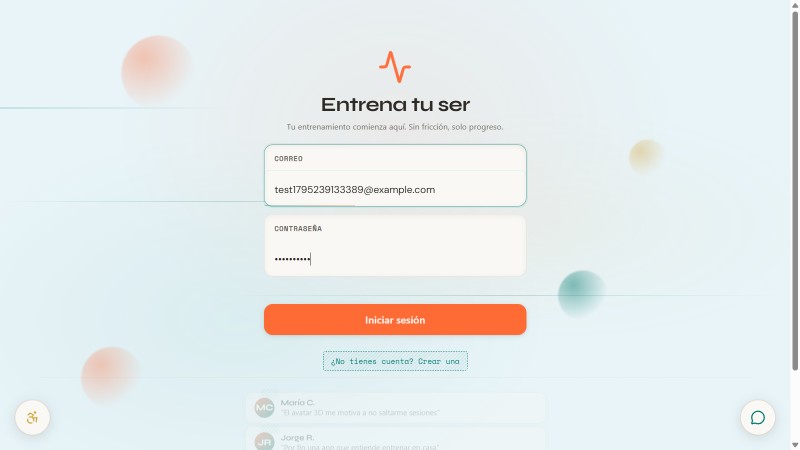 Entrena tu ser
Tu entrenamiento comienza aquí. Sin fricción, solo progreso.
CORREO
test1795239133389@example.com
CONTRASEÑA
••••••••••
Iniciar sesión
¿No tienes cuenta? Crear una
MC
María C.
"El avatar 3D me motiva a no saltarme sesiones"
JR
Jorge R.
"Por fin una app que entiende entrenar en casa"